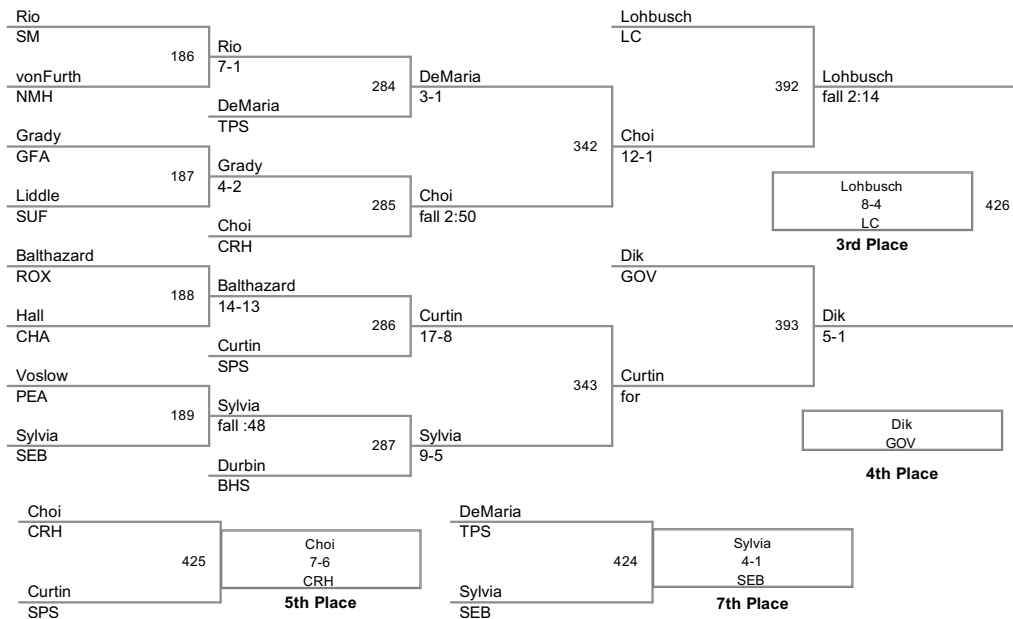 Rio
SM
186
vonFurth
NMH
Rio
7-1
284
DeMaria
TPS
DeMaria
3-1
Grady
GFA
187
Liddle
SUF
Grady
4-2
285
Choi
CRH
Choi
fall 2:50
342
Choi
12-1
Lohbusch
LC
392
Lohbusch
fall 2:14
Lohbusch
8-4
LC
426
3rd Place
Balthazard
ROX
188
Hall
CHA
Balthazard
14-13
286
Curtin
SPS
Curtin
17-8
Voslow
PEA
189
Sylvia
SEB
Sylvia
fall :48
287
Durbin
BHS
Sylvia
9-5
343
Curtin
for
Dik
GOV
393
Dik
5-1
Dik
GOV
4th Place
Choi
CRH
425
Curtin
SPS
Choi
7-6
CRH
5th Place
DeMaria
TPS
424
Sylvia
SEB
Sylvia
4-1
SEB
7th Place